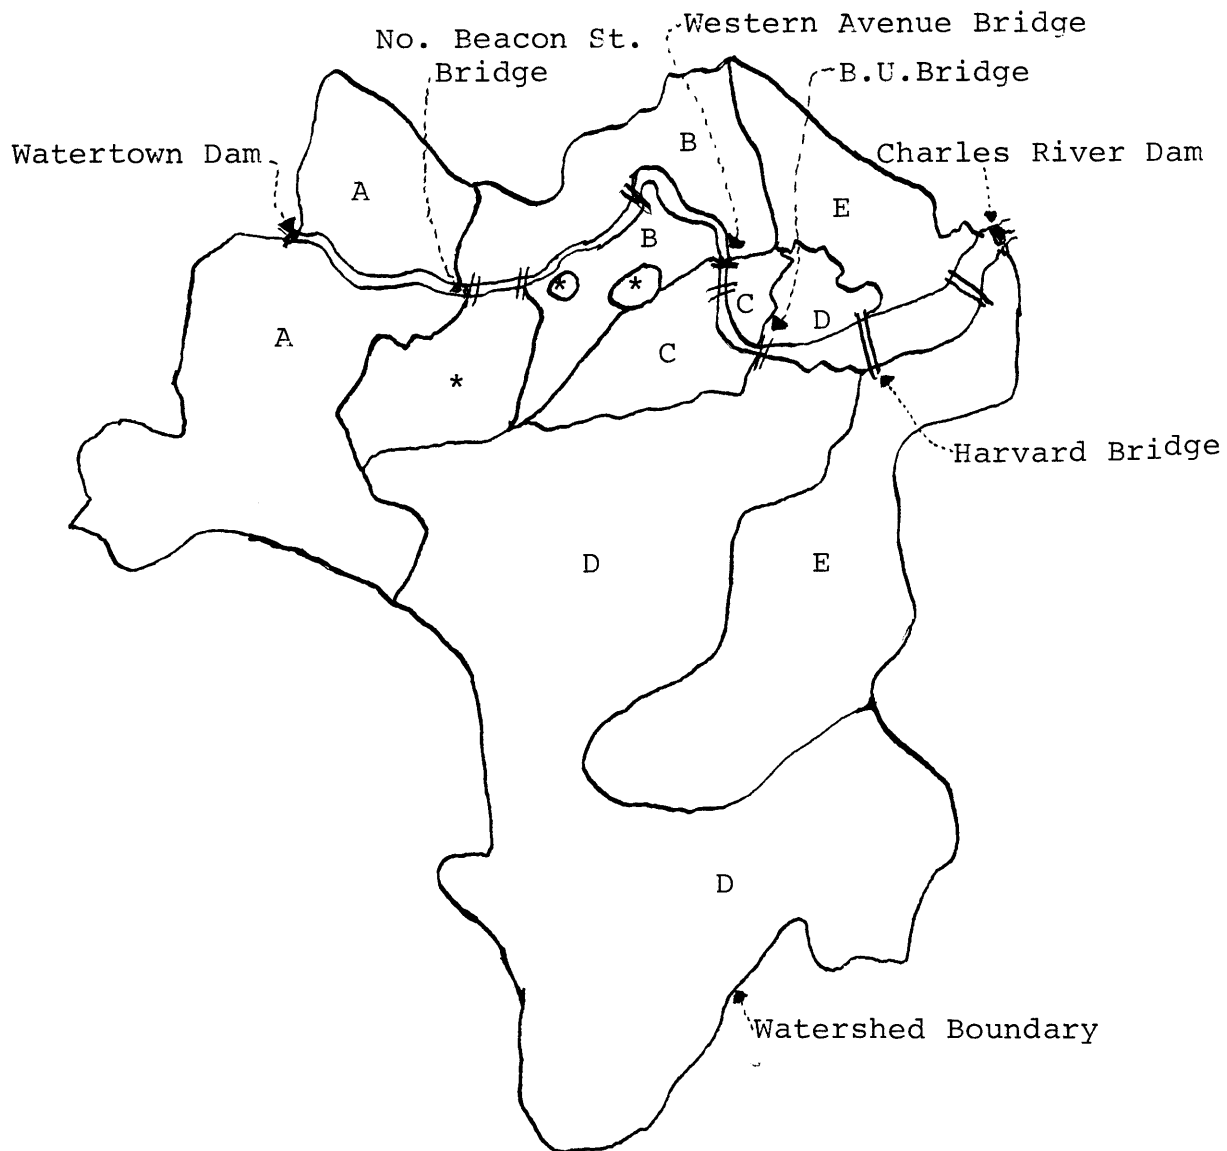 Western Avenue Bridge
No. Beacon St.
Bridge
B.U.Bridge
B
Watertown Dam
Charles River Dam
A
E
B
*
*
C
D
A
C
*
Harvard Bridge
D
E
D
Watershed Boundary